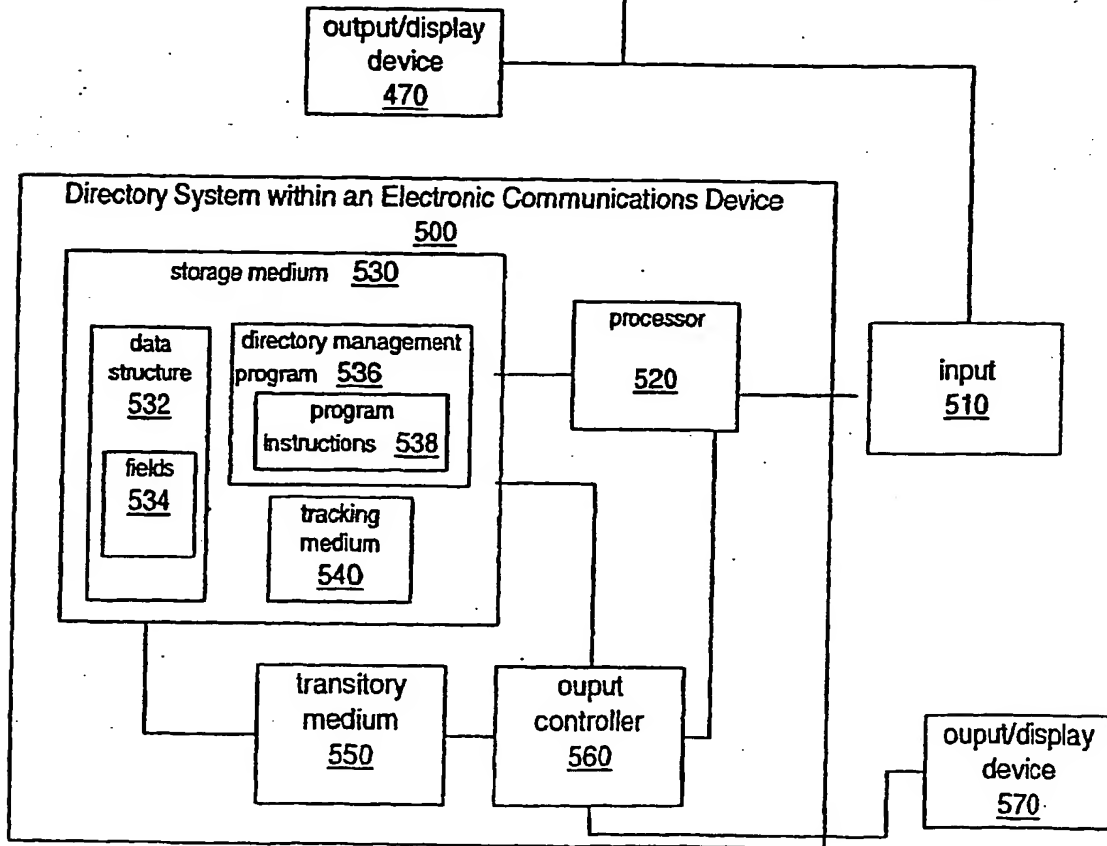 output/display
device
470
Directory System within an Electronic Communications Device
500
storage medium 530
data
structure
532
fields
534
directory management
program 536
program
instructions 538
tracking
medium
540
processor
520
input
510
transitory
medium
550
ouput
controller
560
ouput/display
device
570